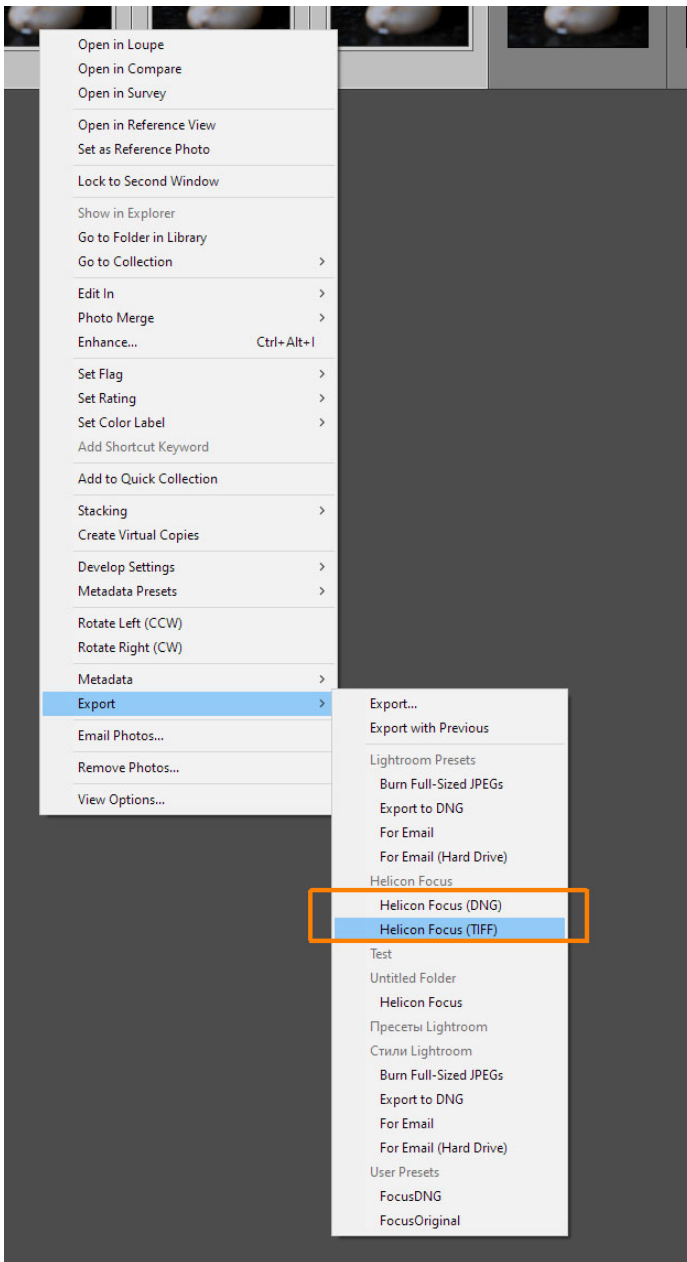 Open in Loupe
Open in Compare
Open in Survey
Open in Reference View
Set as Reference Photo
Lock to Second Window
Show in Explorer
Go to Folder in Library
Go to Collection
Edit In
Photo Merge
Enhance... Ctrl+Alt+I
Set Flag
Set Rating
Set Color Label
Add Shortcut Keyword
Add to Quick Collection
Stacking
Create Virtual Copies
Develop Settings
Metadata Presets
Rotate Left (CCW)
Rotate Right (CW)
Metadata
Export
Email Photos...
Remove Photos...
View Options...
Export...
Export with Previous
Lightroom Presets
Burn Full-Sized JPEGs
Export to DNG
For Email
For Email (Hard Drive)
Helicon Focus
Helicon Focus (DNG)
Helicon Focus (TIFF)
Test
Untitled Folder
Helicon Focus
Пресеты Lightroom
Стили Lightroom
Burn Full-Sized JPEGs
Export to DNG
For Email
For Email (Hard Drive)
User Presets
FocusDNG
FocusOriginal